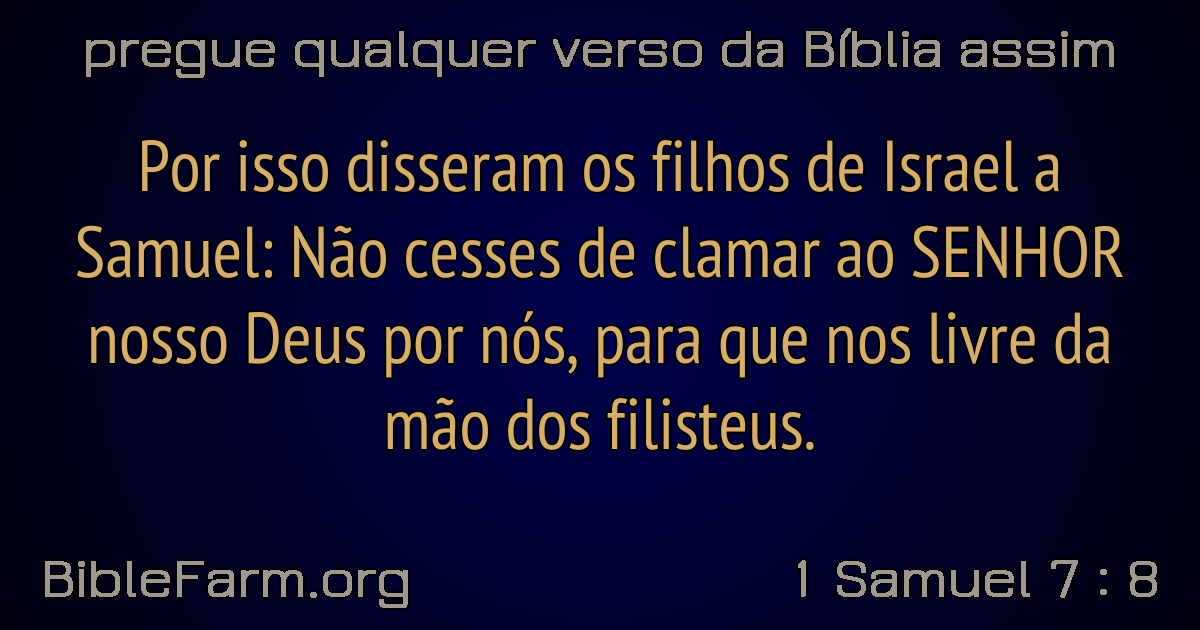 pregue qualquer verso da Bíblia assim
Por isso disseram os filhos de Israel a
Samuel: Não cesses de clamar ao SENHOR
nosso Deus por nós, para que nos livre da
mão dos filisteus.
BibleFarm.org
1 Samuel 7 : 8